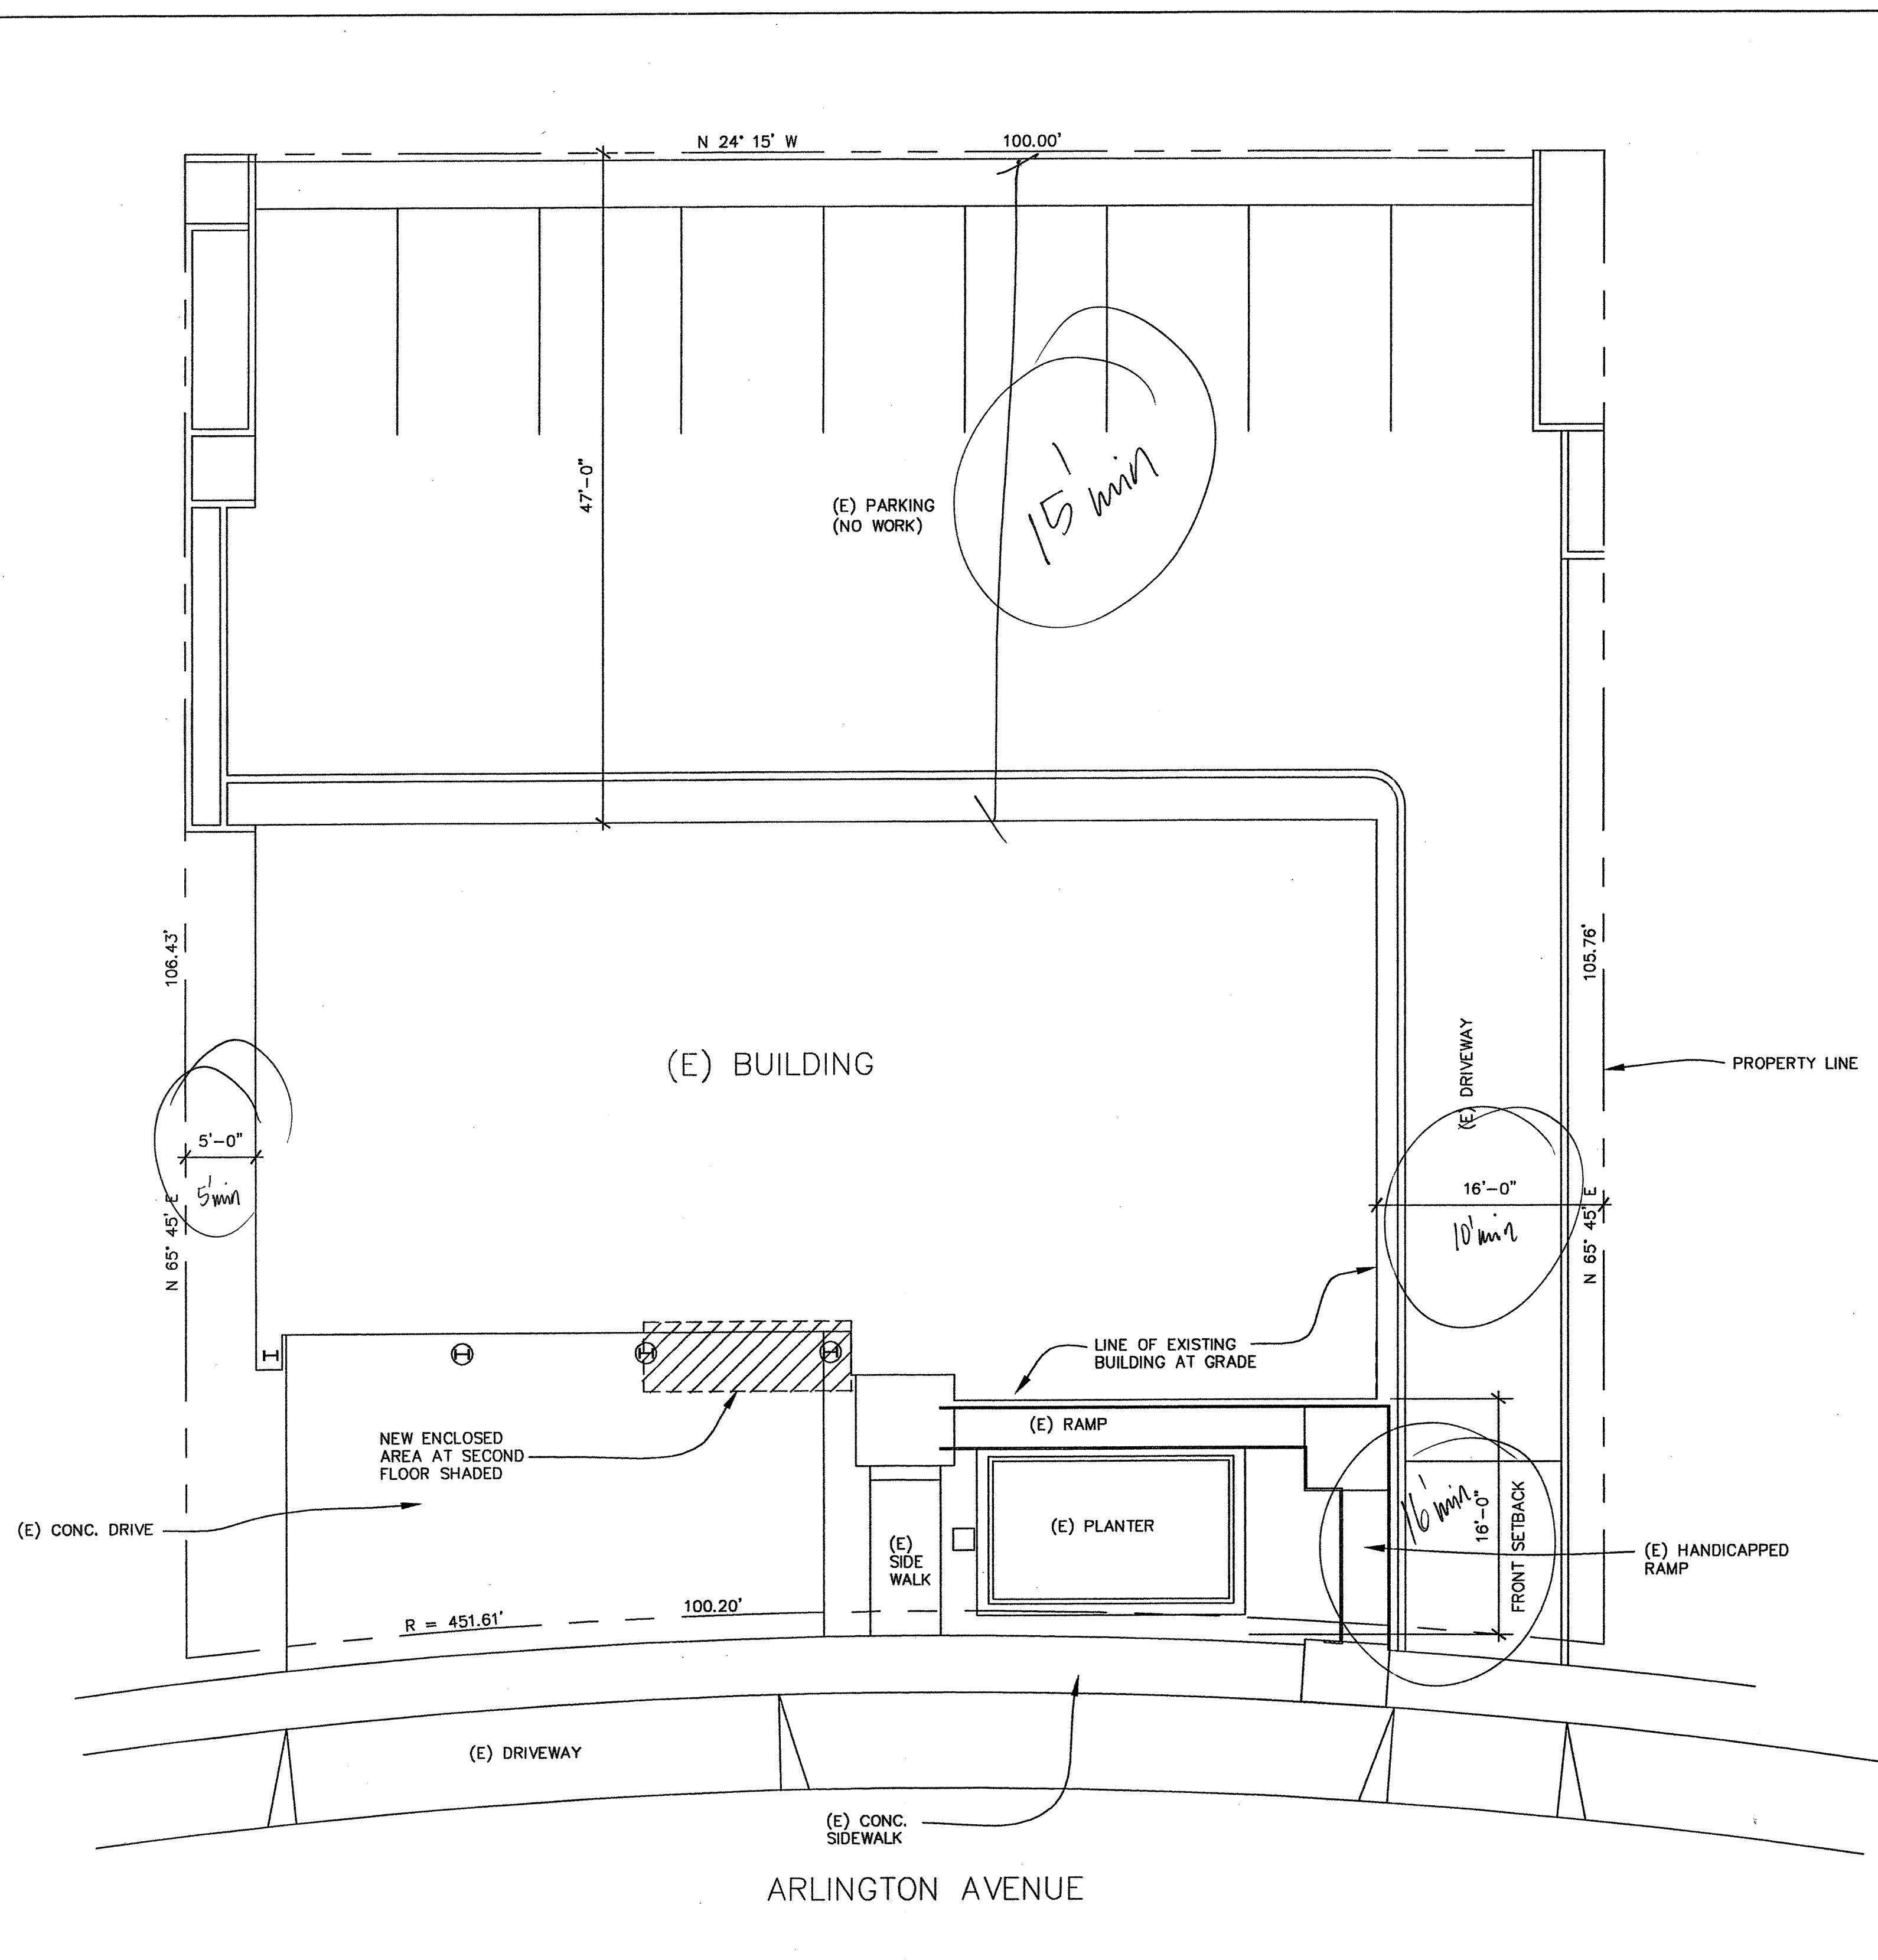 N 24° 15' W
100.00'
47'-0"
(E) PARKING
(NO WORK)
15' min
106.43'
105.76'
(E) BUILDING
(E) DRIVEWAY
PROPERTY LINE
5'-0"
5' min
N 65° 45' E
16'-0"
10' min
N 65° 45' E
LINE OF EXISTING
BUILDING AT GRADE
NEW ENCLOSED
AREA AT SECOND
FLOOR SHADED
(E) RAMP
(E) CONC. DRIVE
(E) PLANTER
(E)
SIDE
WALK
16' min
16'-0"
FRONT SETBACK
(E) HANDICAPPED
RAMP
R = 451.61'
100.20'
(E) DRIVEWAY
(E) CONC.
SIDEWALK
ARLINGTON AVENUE